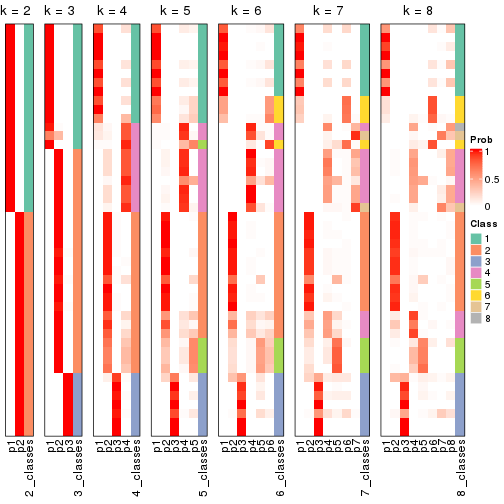 k = 2 k = 3 k = 4 k = 5 k = 6 k = 7 k = 8
Prob
1
0.5
0
Class
1
2
3
4
5
6
7
8
p1 p2 2_classes p1 p2 p3 3_classes p1 p2 p3 p4 4_classes p1 p2 p3 p4 p5 5_classes p1 p2 p3 p4 p5 p6 6_classes p1 p2 p3 p4 p5 p6 p7 7_classes p1 p2 p3 p4 p5 p6 p7 p8 8_classes